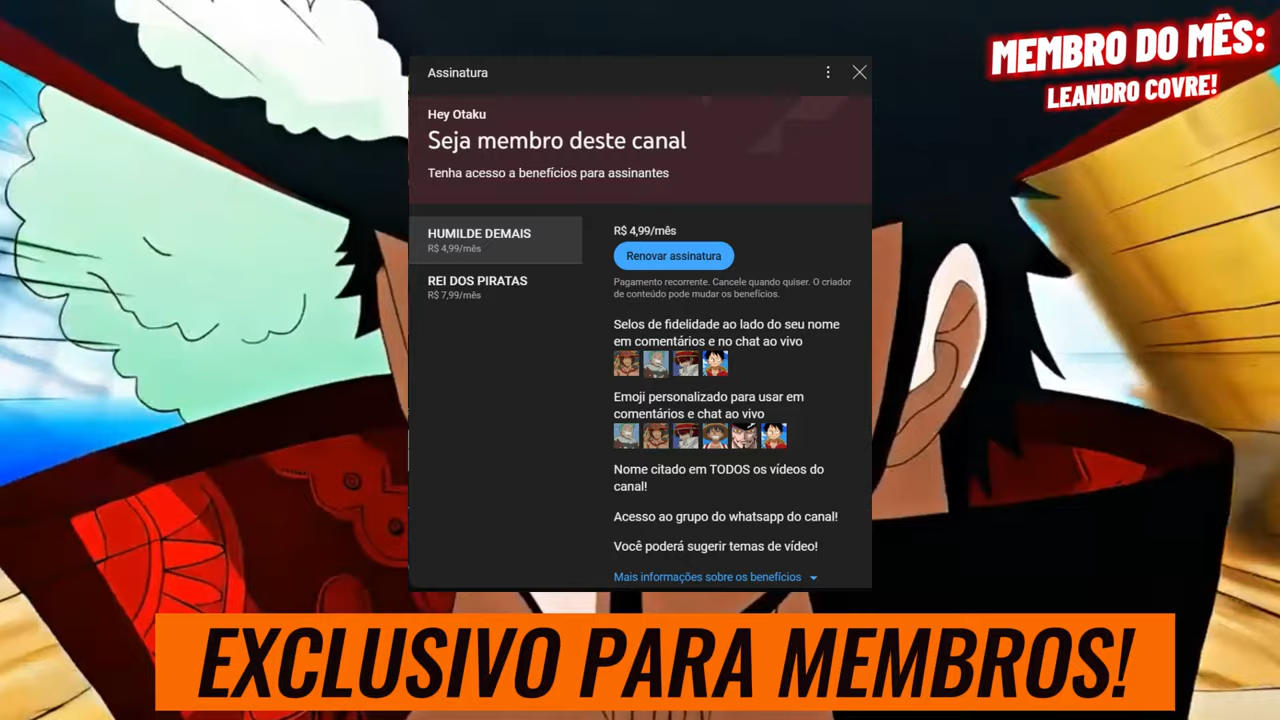 MEMBRO DO MÊS:
LEANDRO COVRE!
Assinatura
Hey Otaku
Seja membro deste canal
Tenha acesso a benefícios para assinantes
HUMILDE DEMAIS
R$ 4,99/mês
REI DOS PIRATAS
R$ 7,99/mês
R$ 4,99/mês
Renovar assinatura
Pagamento recorrente. Cancele quando quiser. O criador
de conteúdo pode mudar os benefícios.
Selos de fidelidade ao lado do seu nome
em comentários e no chat ao vivo
Emoji personalizado para usar em
comentários e chat ao vivo
Nome citado em TODOS os vídeos do
canal!
Acesso ao grupo do whatsapp do canal!
Você poderá sugerir temas de vídeo!
Mais informações sobre os benefícios
EXCLUSIVO PARA MEMBROS!